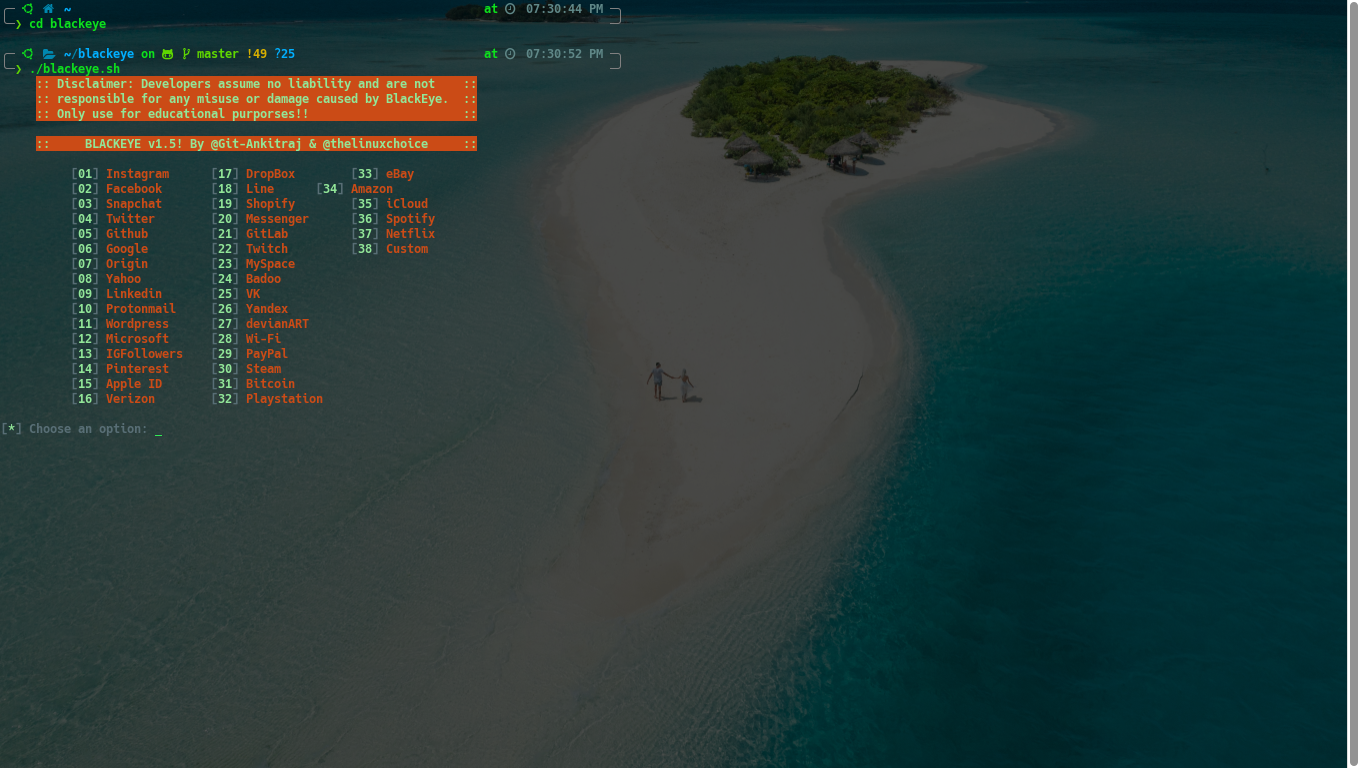 ~ at 07:30:44 PM
❯ cd blackeye
~/blackeye on master !49 ?25 at 07:30:52 PM
❯ ./blackeye.sh
:: Disclaimer: Developers assume no liability and are not ::
:: responsible for any misuse or damage caused by BlackEye. ::
:: Only use for educational purporses!! ::
:: BLACKEYE v1.5! By @Git-Ankitraj & @thelinuxchoice ::
[01] Instagram [17] DropBox [33] eBay
[02] Facebook [18] Line [34] Amazon
[03] Snapchat [19] Shopify [35] iCloud
[04] Twitter [20] Messenger [36] Spotify
[05] Github [21] GitLab [37] Netflix
[06] Google [22] Twitch [38] Custom
[07] Origin [23] MySpace
[08] Yahoo [24] Badoo
[09] Linkedin [25] VK
[10] Protonmail [26] Yandex
[11] Wordpress [27] devianART
[12] Microsoft [28] Wi-Fi
[13] IGFollowers [29] PayPal
[14] Pinterest [30] Steam
[15] Apple ID [31] Bitcoin
[16] Verizon [32] Playstation
[*] Choose an option: _